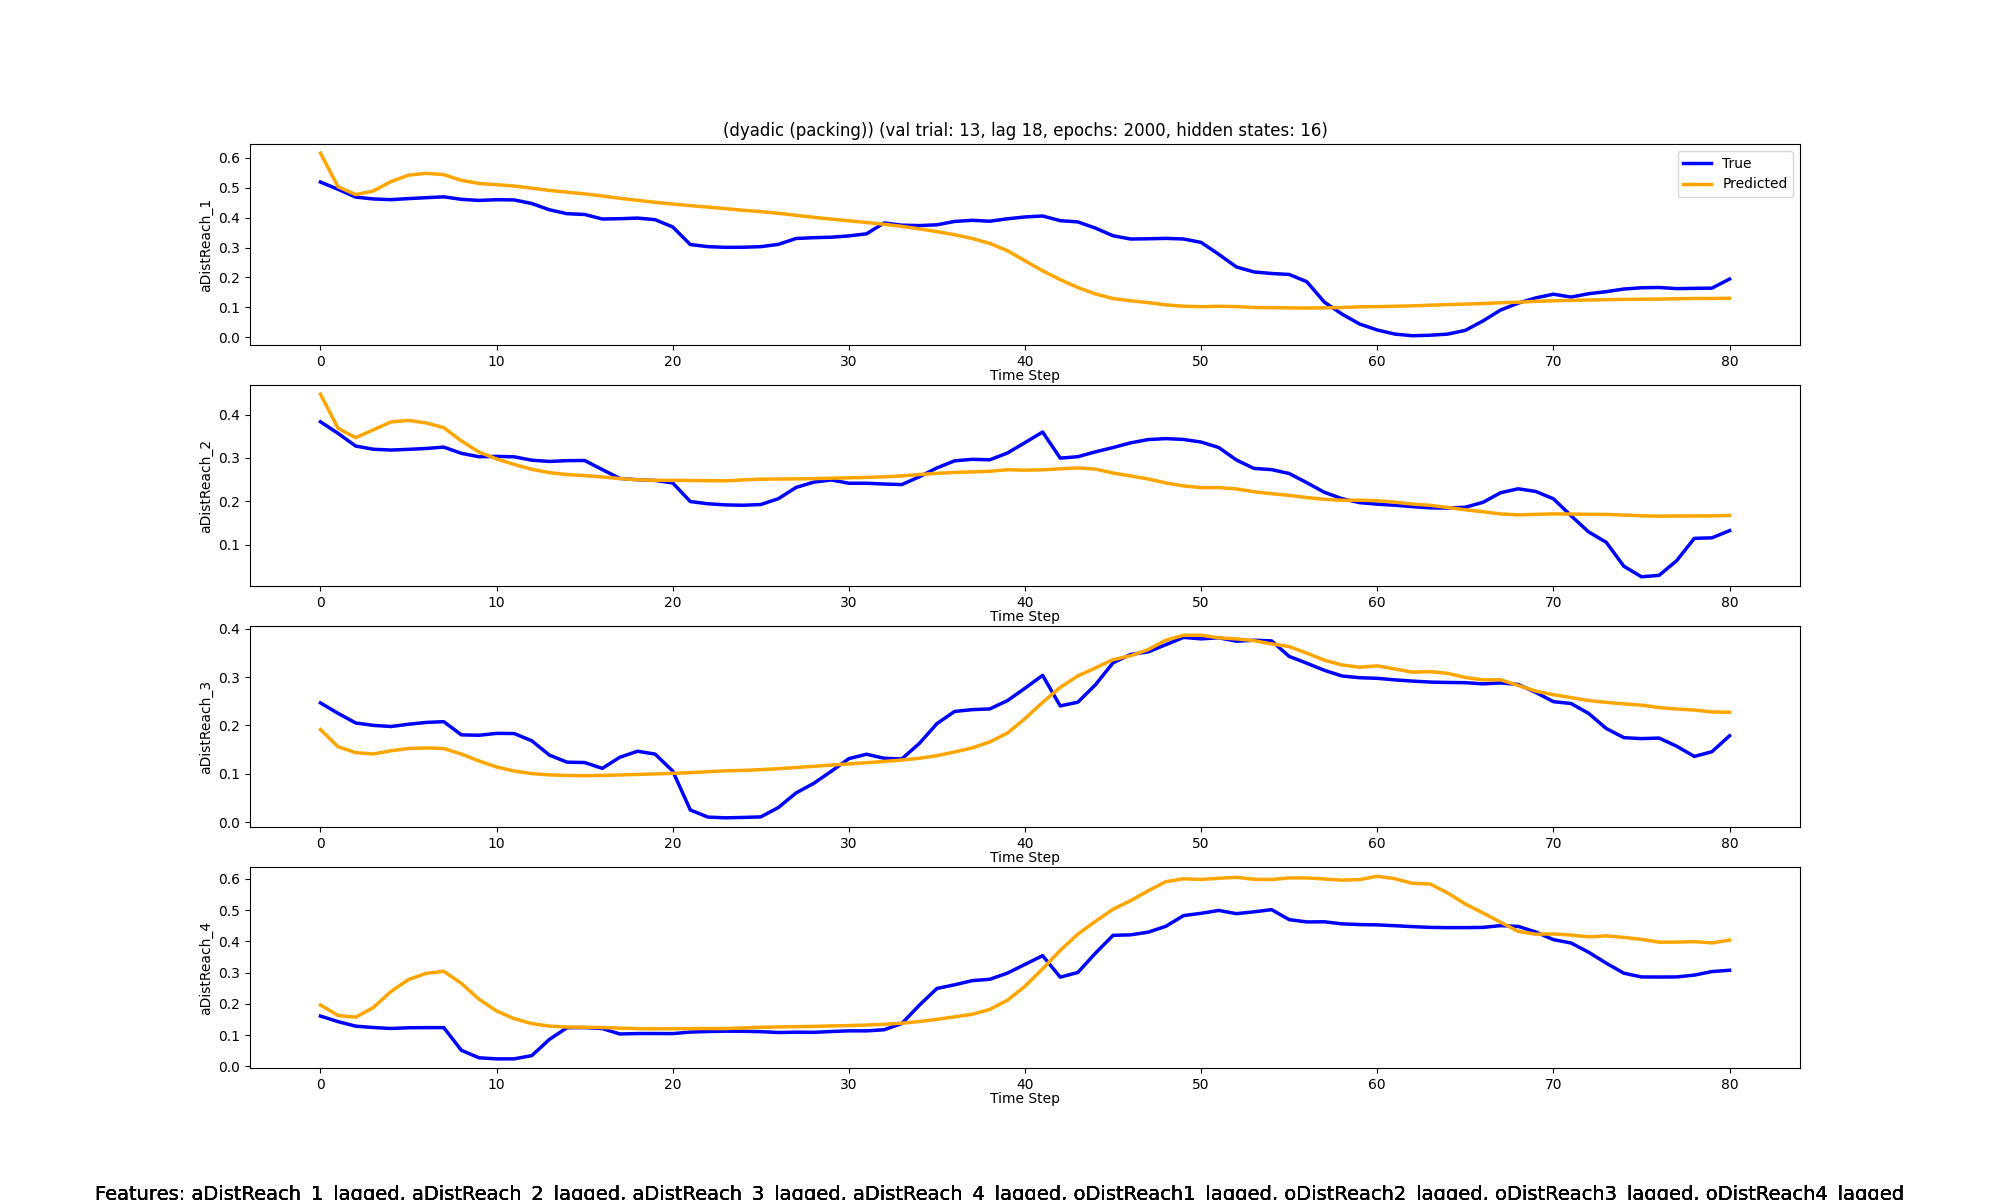 (dyadic (packing)) (val trial: 13, lag 18, epochs: 2000, hidden states: 16)
True
Predicted
aDistReach_1
0.6
0.5
0.4
0.3
0.2
0.1
0.0
0 10 20 30 40 50 60 70 80
Time Step
aDistReach_2
0.4
0.3
0.2
0.1
0 10 20 30 40 50 60 70 80
Time Step
aDistReach_3
0.4
0.3
0.2
0.1
0.0
0 10 20 30 40 50 60 70 80
Time Step
aDistReach_4
0.6
0.5
0.4
0.3
0.2
0.1
0.0
0 10 20 30 40 50 60 70 80
Time Step
Features: aDistReach_1_lagged, aDistReach_2_lagged, aDistReach_3_lagged, aDistReach_4_lagged, oDistReach1_lagged, oDistReach2_lagged, oDistReach3_lagged, oDistReach4_lagged